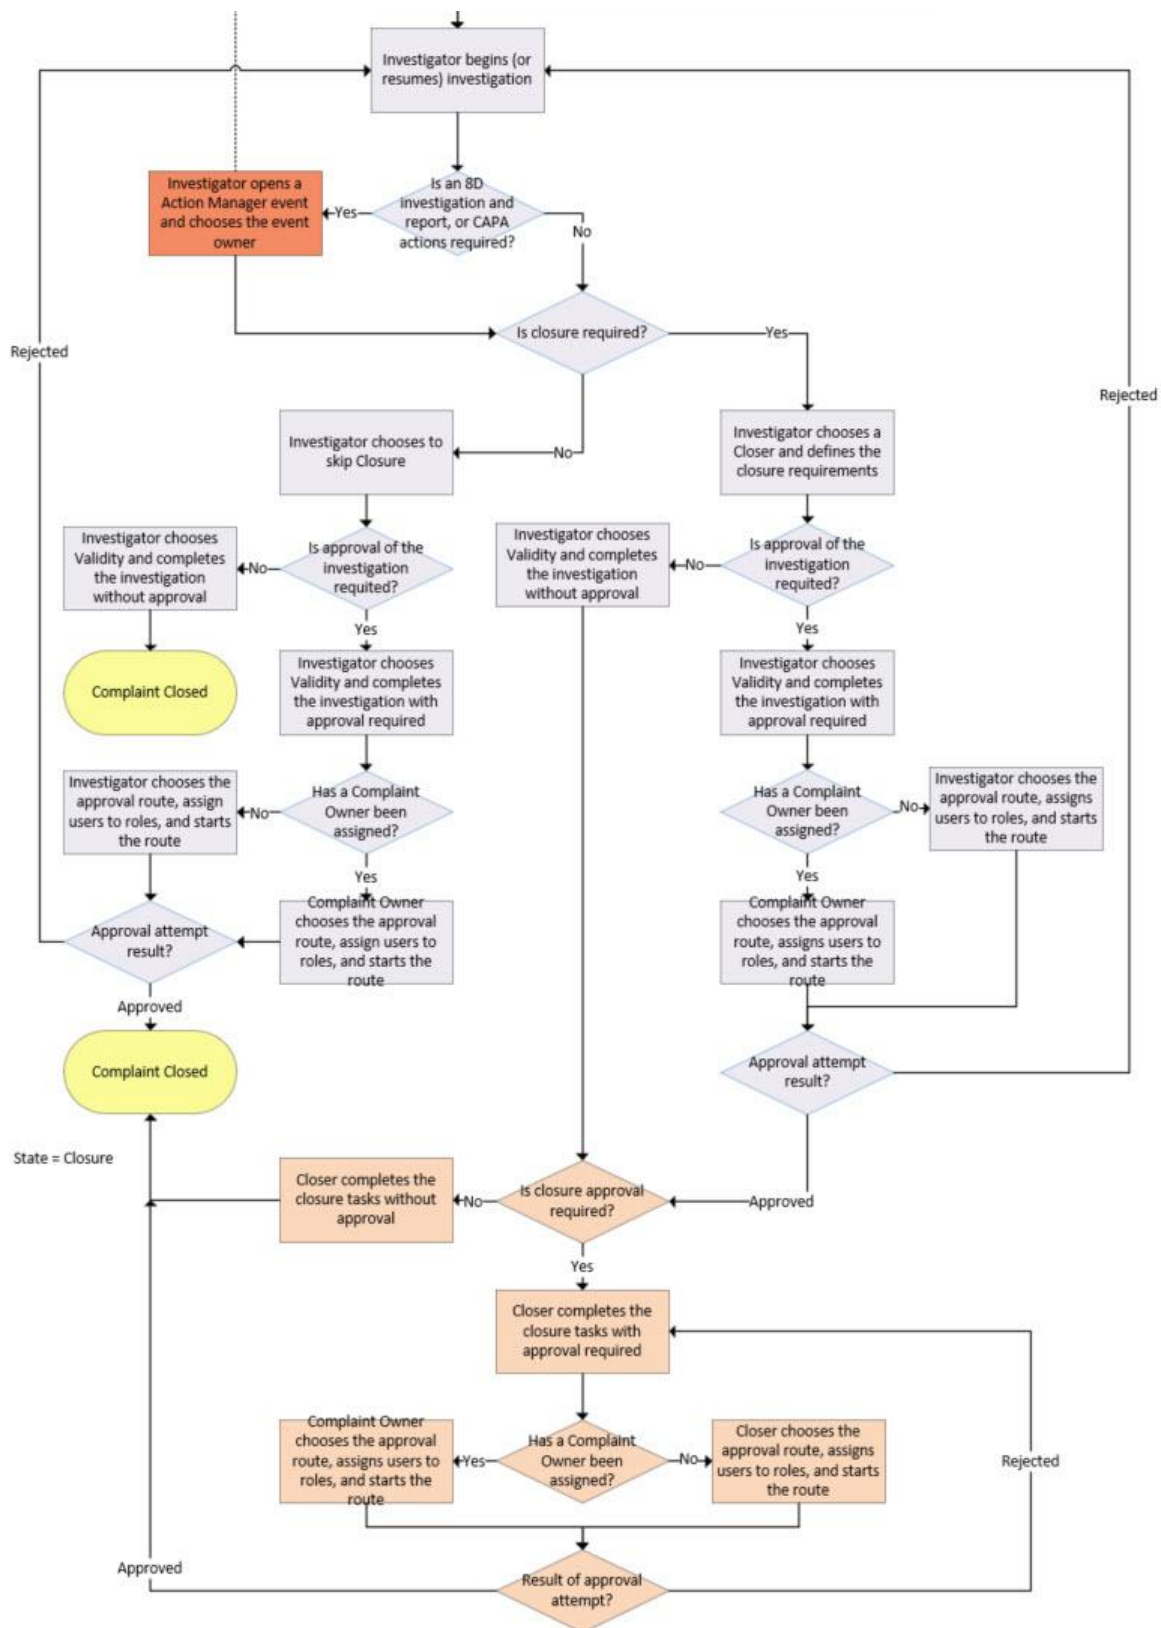 Investigator begins (or
resumes) investigation
Investigator opens a
Action Manager event
and chooses the event
owner
Yes
Is an 8D
investigation and
report, or CAPA
actions required?
No
Is closure required?
Yes
Rejected
Rejected
Investigator chooses to
skip Closure
No
Investigator chooses a
Closer and defines the
closure requirements
Investigator chooses
Validity and completes
the investigation
without approval
No
Is approval of the
investigation
requited?
Investigator chooses
Validity and completes
the investigation
without approval
No
Is approval of the
investigation
requited?
Yes
Yes
Complaint Closed
Investigator chooses
Validity and completes
the investigation with
approval required
Investigator chooses
Validity and completes
the investigation with
approval required
Investigator chooses the
approval route, assign
users to roles, and starts
the route
No
Has a Complaint
Owner been
assigned?
Has a Complaint
Owner been
assigned?
No
Investigator chooses the
approval route, assigns
users to roles, and starts
the route
Yes
Yes
Approval attempt
result?
Complaint Owner
chooses the approval
route, assign users to
roles, and starts the
route
Complaint Owner
chooses the approval
route, assigns users to
roles, and starts the
route
Approved
Complaint Closed
Approval attempt
result?
State = Closure
Closer completes the
closure tasks without
approval
No
Is closure approval
required?
Approved
Yes
Closer completes the
closure tasks with
approval required
Complaint Owner
chooses the approval
route, assigns users to
roles, and starts the
route
Yes
Has a Complaint
Owner been
assigned?
No
Closer chooses the
approval route, assigns
users to roles, and starts
the route
Rejected
Approved
Result of approval
attempt?